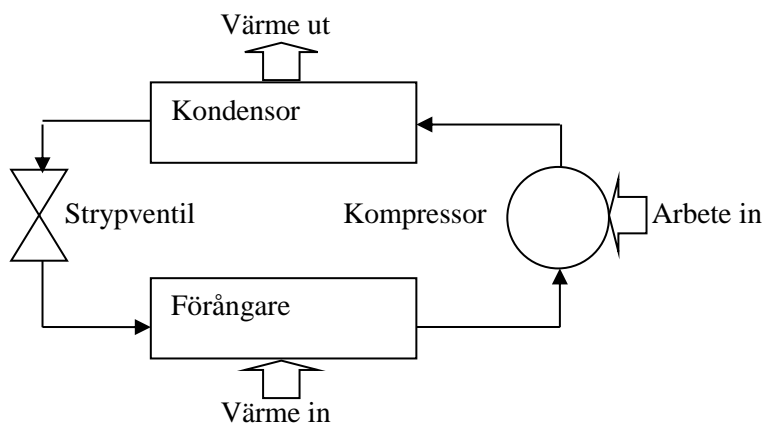 Värme ut
Kondensor
Strypventil
Kompressor
Arbete in
Förångare
Värme in